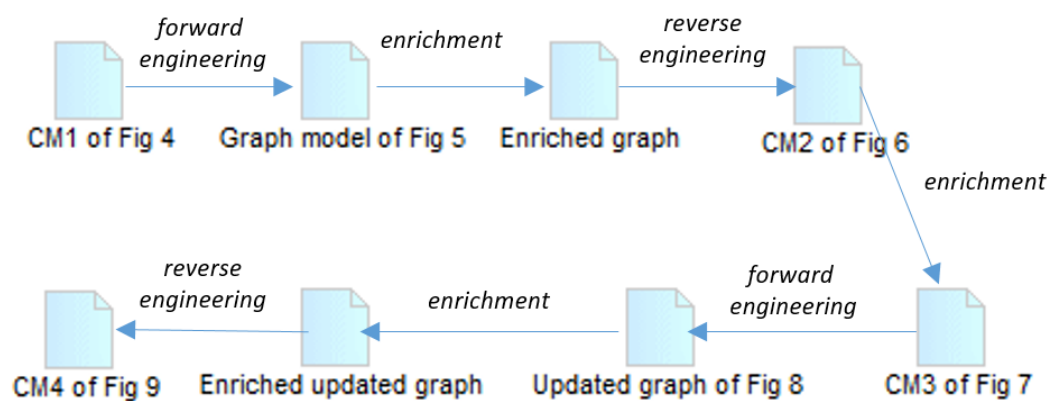 forward
engineering
enrichment
reverse
engineering
CM1 of Fig 4
Graph model of Fig 5
Enriched graph
CM2 of Fig 6
enrichment
reverse
engineering
enrichment
forward
engineering
CM4 of Fig 9
Enriched updated graph
Updated graph of Fig 8
CM3 of Fig 7